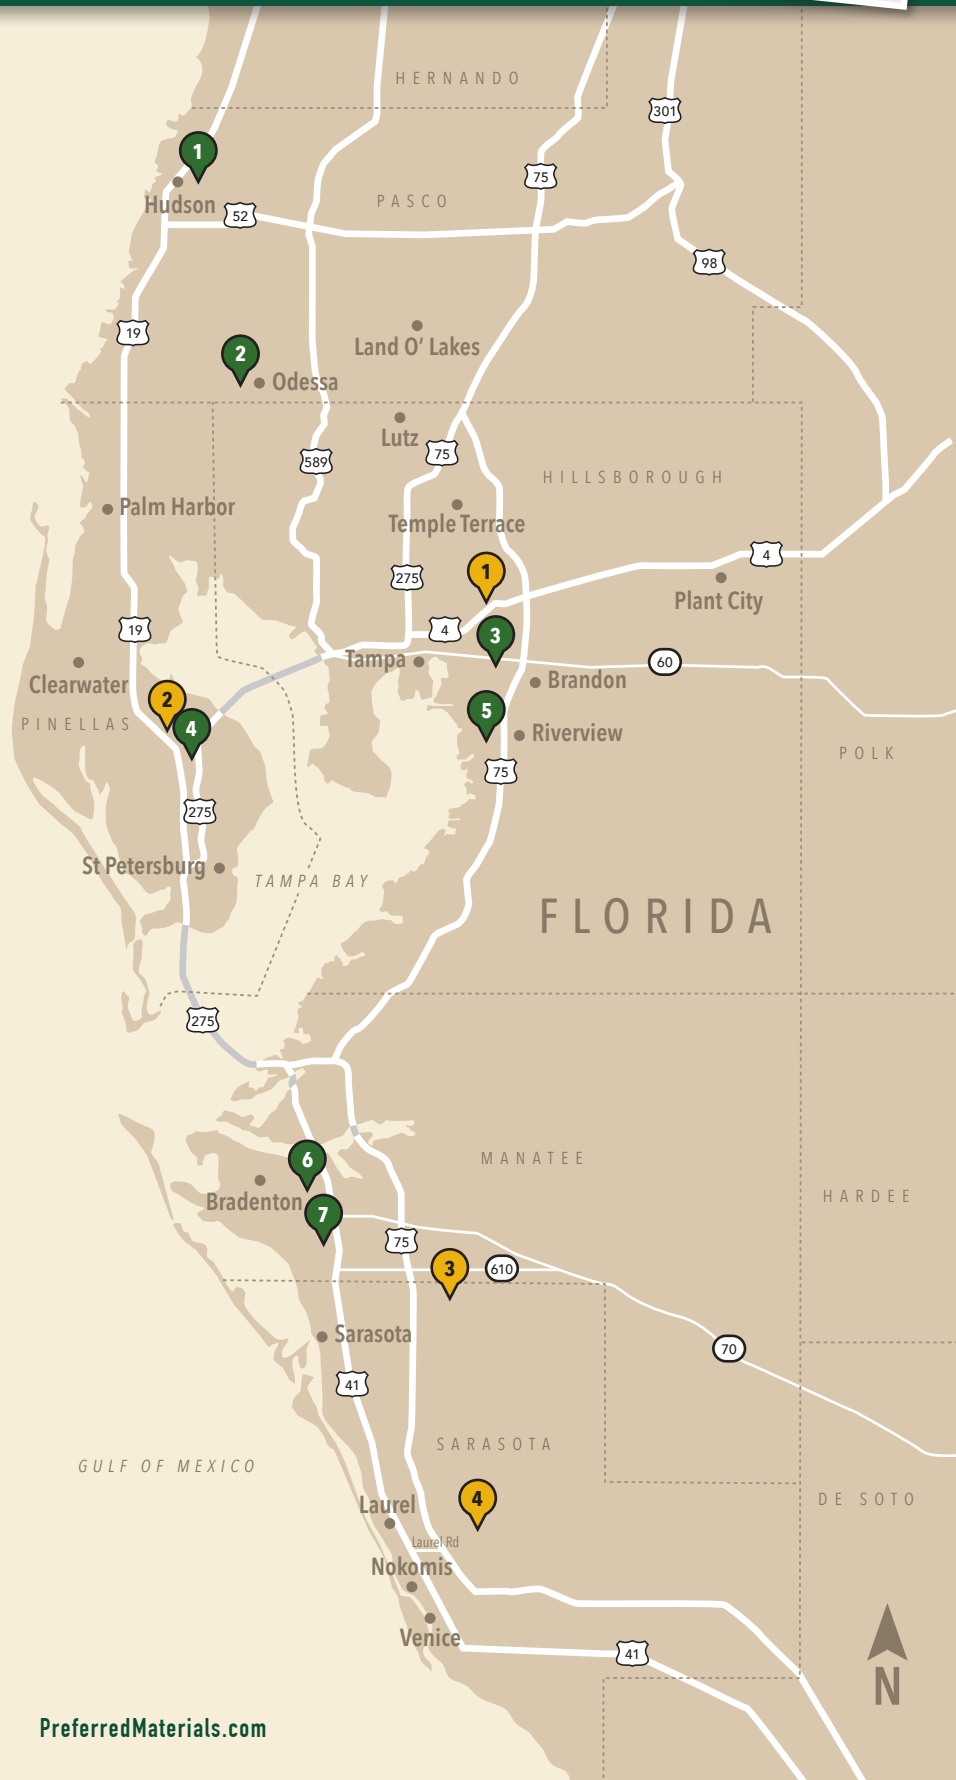 HERNANDO
301
1
75
Hudson
PASCO
52
98
19
Land O' Lakes
2
Odessa
Lutz
75
589
HILLSBOROUGH
Palm Harbor
Temple Terrace
4
1
275
Plant City
19
4
3
Tampa
60
Clearwater
Brandon
2
PINELLAS
4
5
Riverview
POLK
75
275
St Petersburg
TAMPA BAY
FLORIDA
275
6
MANATEE
Bradenton
HARDEE
7
75
3
610
Sarasota
70
41
SARASOTA
GULF OF MEXICO
4
DE SOTO
Laurel
Laurel Rd
Nokomis
Venice
41
N
PreferredMaterials.com